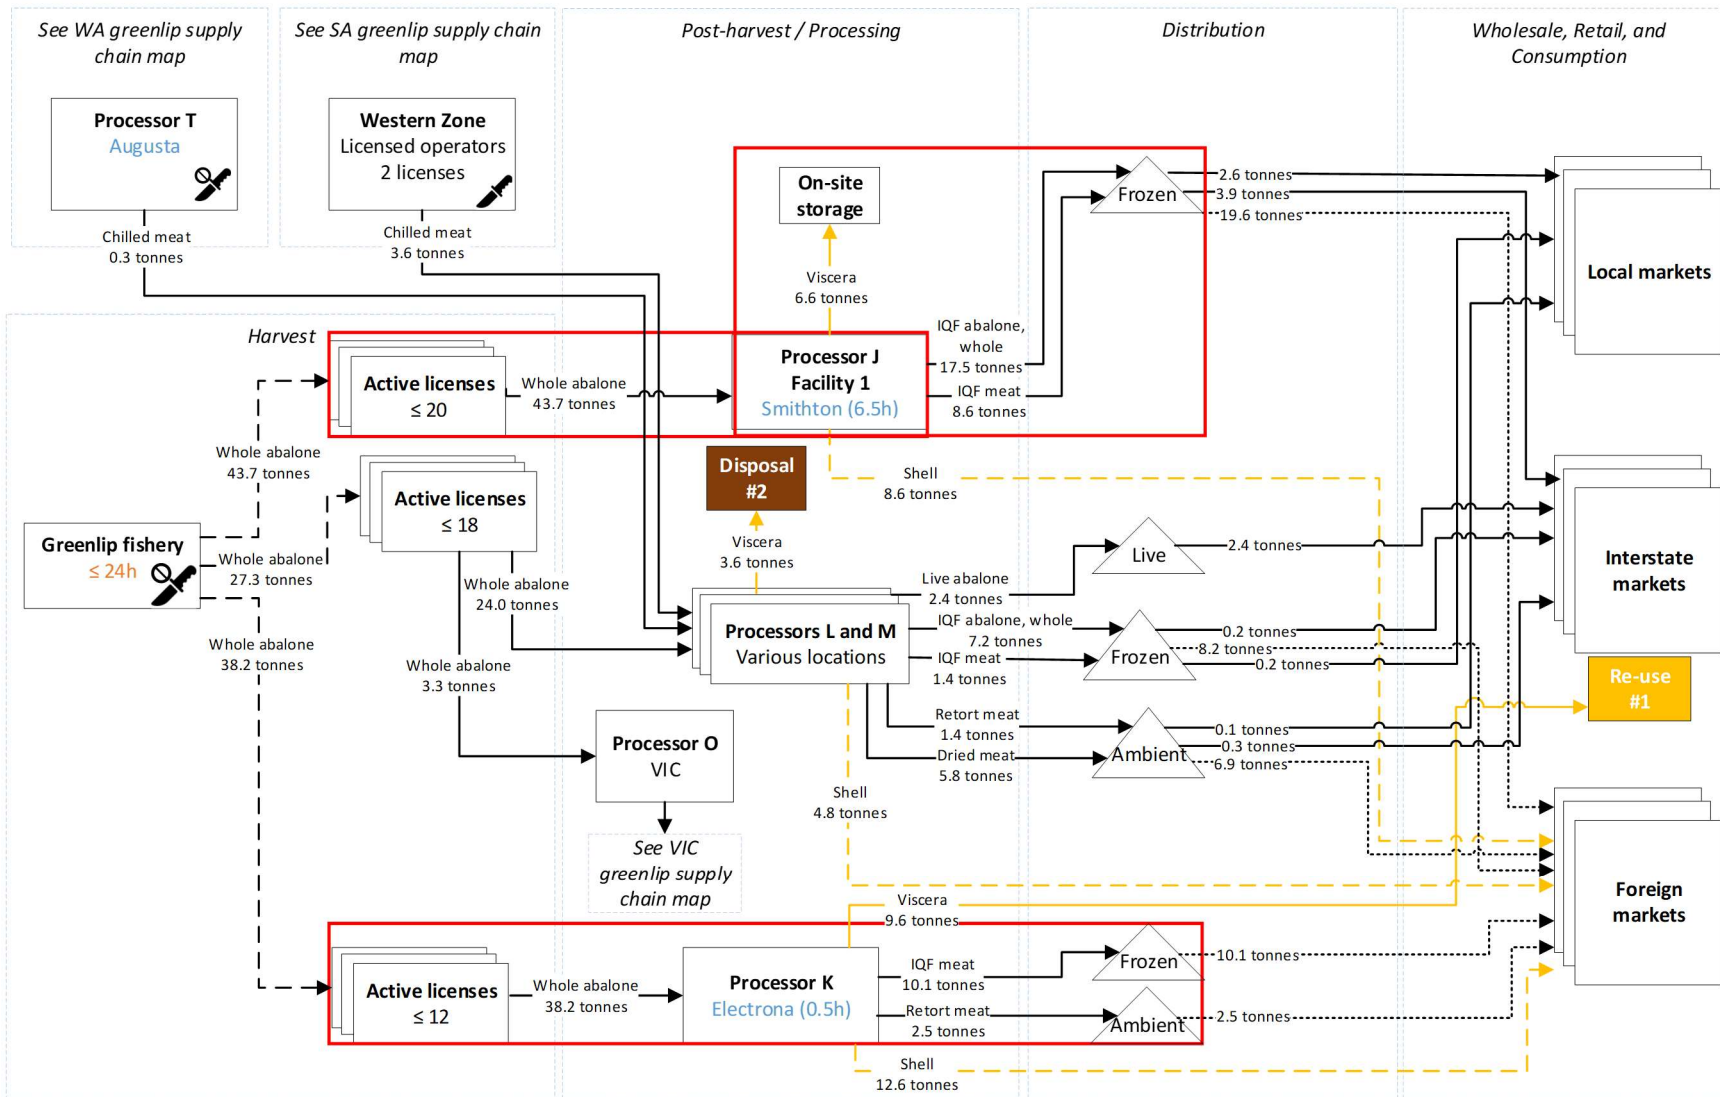 See WA greenlip supply
chain map
See SA greenlip supply chain
map
Post-harvest / Processing
Distribution
Wholesale, Retail, and
Consumption
Processor T
Augusta
Western Zone
Licensed operators
2 licenses
Chilled meat
0.3 tonnes
Chilled meat
3.6 tonnes
On-site
storage
Viscera
6.6 tonnes
Frozen
2.6 tonnes
3.9 tonnes
19.6 tonnes
Local markets
Harvest
Active licenses
≤ 20
Whole abalone
43.7 tonnes
Processor J
Facility 1
Smithton (6.5h)
IQF abalone,
whole
17.5 tonnes
IQF meat
8.6 tonnes
Whole abalone
43.7 tonnes
Active licenses
≤ 18
Disposal
#2
Shell
8.6 tonnes
Greenlip fishery
≤ 24h
Whole abalone
27.3 tonnes
Whole abalone
24.0 tonnes
Viscera
3.6 tonnes
Live abalone
2.4 tonnes
Live
2.4 tonnes
Interstate
markets
Whole abalone
38.2 tonnes
Whole abalone
3.3 tonnes
Processors L and M
Various locations
IQF abalone, whole
7.2 tonnes
IQF meat
1.4 tonnes
Frozen
0.2 tonnes
8.2 tonnes
0.2 tonnes
Re-use
#1
Processor O
VIC
Retort meat
1.4 tonnes
Dried meat
5.8 tonnes
Ambient
0.1 tonnes
0.3 tonnes
6.9 tonnes
Shell
4.8 tonnes
See VIC
greenlip supply
chain map
Viscera
9.6 tonnes
Foreign
markets
Active licenses
≤ 12
Whole abalone
38.2 tonnes
Processor K
Electrona (0.5h)
IQF meat
10.1 tonnes
Retort meat
2.5 tonnes
Frozen
10.1 tonnes
Ambient
2.5 tonnes
Shell
12.6 tonnes